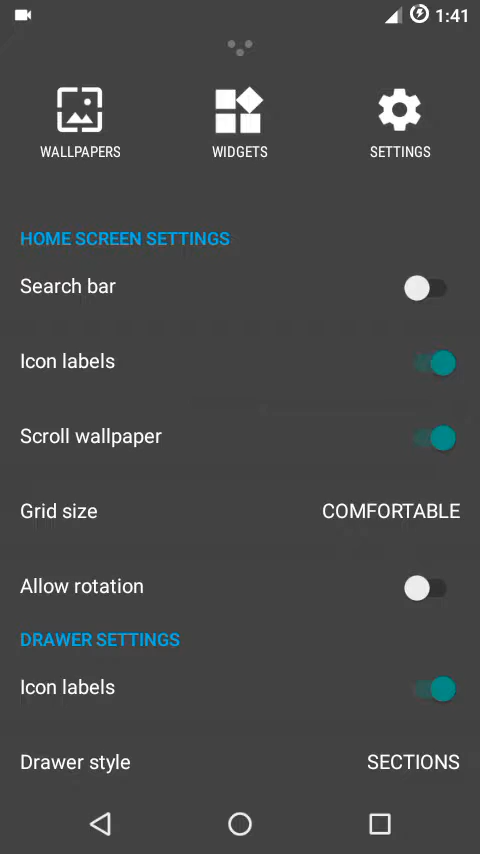 1:41
WALLPAPERS
WIDGETS
SETTINGS
HOME SCREEN SETTINGS
Search bar
Icon labels
Scroll wallpaper
Grid size COMFORTABLE
Allow rotation
DRAWER SETTINGS
Icon labels
Drawer style SECTIONS